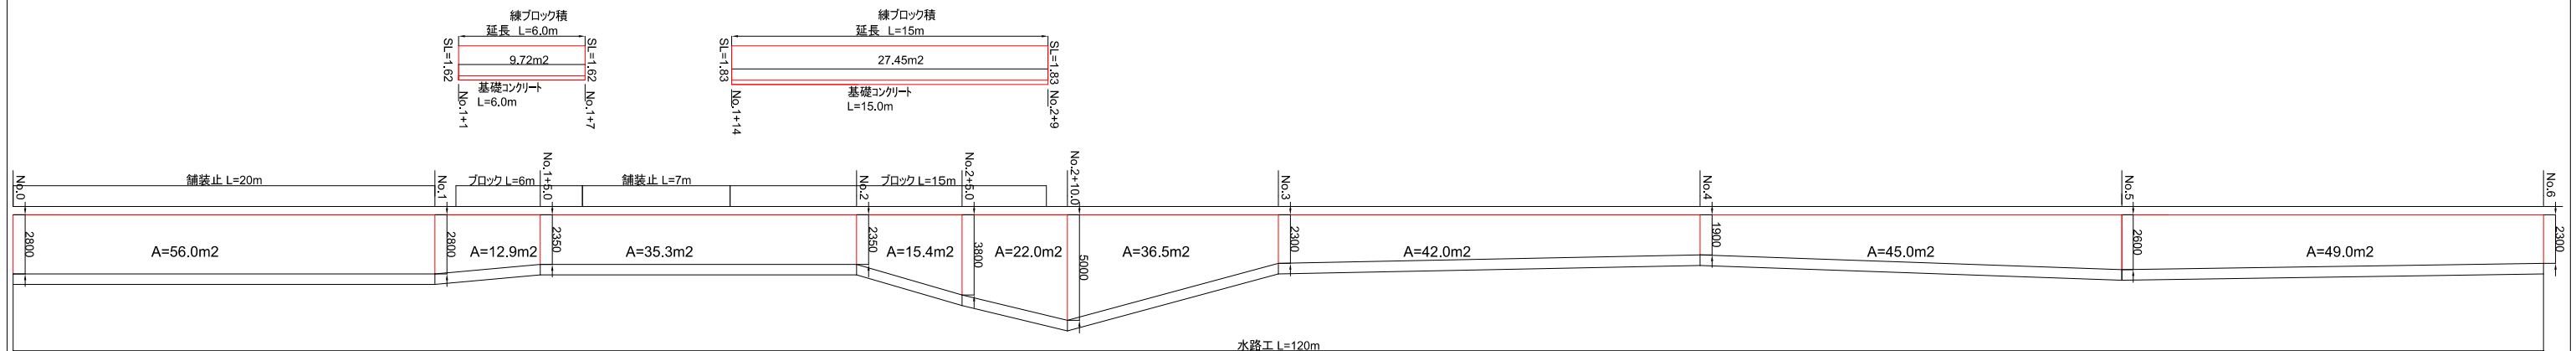 練ブロック積
延長 L=6.0m
SL=1.62
SL=1.62
9.72m2
基礎コンクリート
L=6.0m
No.1+1
No.1+7
練ブロック積
延長 L=15m
SL=1.83
SL=1.83
27.45m2
基礎コンクリート
L=15.0m
No.1+14
No.2+9
No.0
舗装止 L=20m
No.1
ブロック L=6m
No.1+5.0
舗装止 L=7m
No.2
ブロック L=15m
No.2+5.0
No.2+10.0
No.3
No.4
No.5
No.6
2800
A=56.0m2
2800
A=12.9m2
2350
A=35.3m2
2350
A=15.4m2
3800
A=22.0m2
5000
A=36.5m2
2300
A=42.0m2
1900
A=45.0m2
2600
A=49.0m2
2300
水路工 L=120m